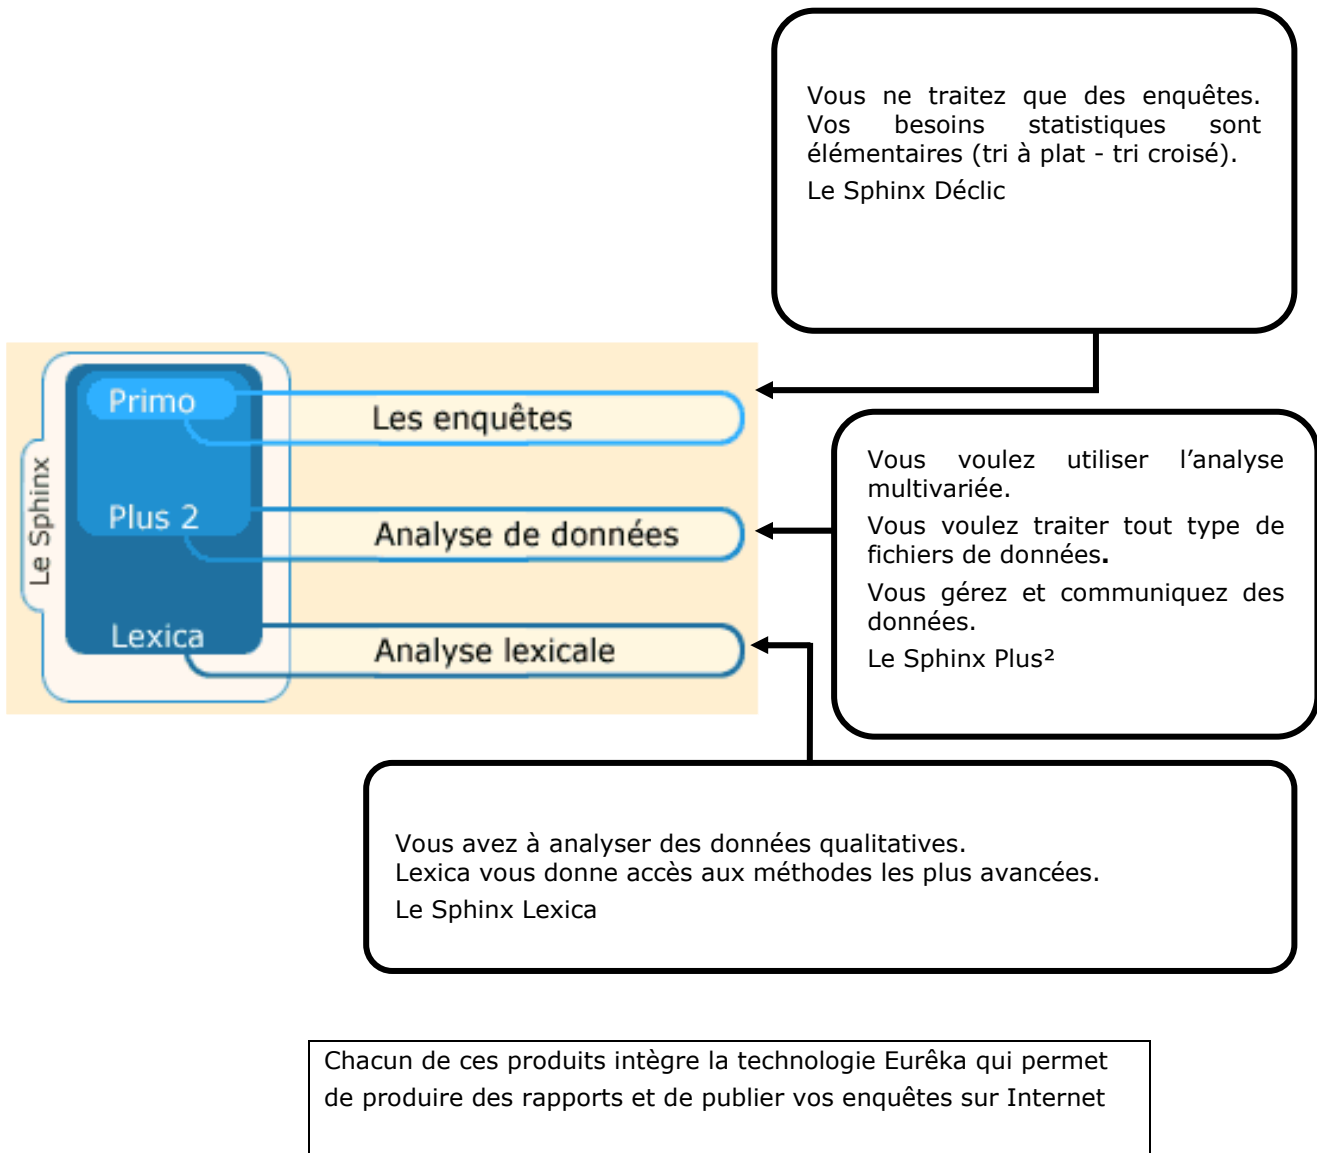 Vous ne traitez que des enquêtes.
Vos besoins statistiques sont
élémentaires (tri à plat - tri croisé).
Le Sphinx Déclic
Le Sphinx
Primo
Les enquêtes
Plus 2
Analyse de données
Lexica
Analyse lexicale
Vous voulez utiliser l’analyse
multivariée.
Vous voulez traiter tout type de
fichiers de données.
Vous gérez et communiquez des
données.
Le Sphinx Plus²
Vous avez à analyser des données qualitatives.
Lexica vous donne accès aux méthodes les plus avancées.
Le Sphinx Lexica
Chacun de ces produits intègre la technologie Eurêka qui permet
de produire des rapports et de publier vos enquêtes sur Internet